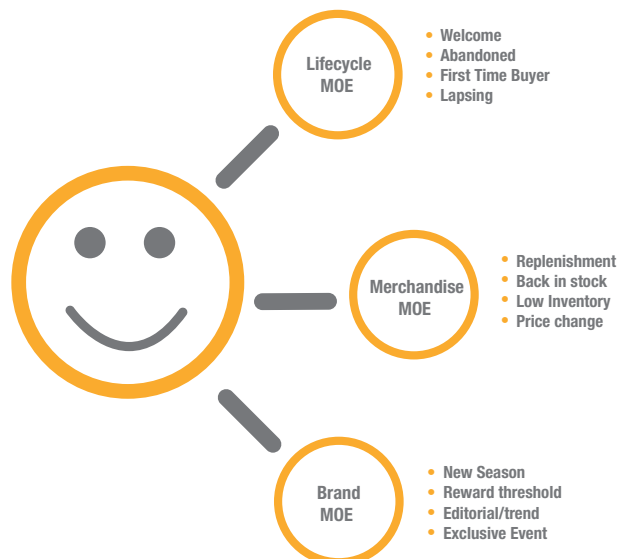 Lifecycle
MOE
Welcome
Abandoned
First Time Buyer
Lapsing
Merchandise
MOE
Replenishment
Back in stock
Low Inventory
Price change
Brand
MOE
New Season
Reward threshold
Editorial/trend
Exclusive Event